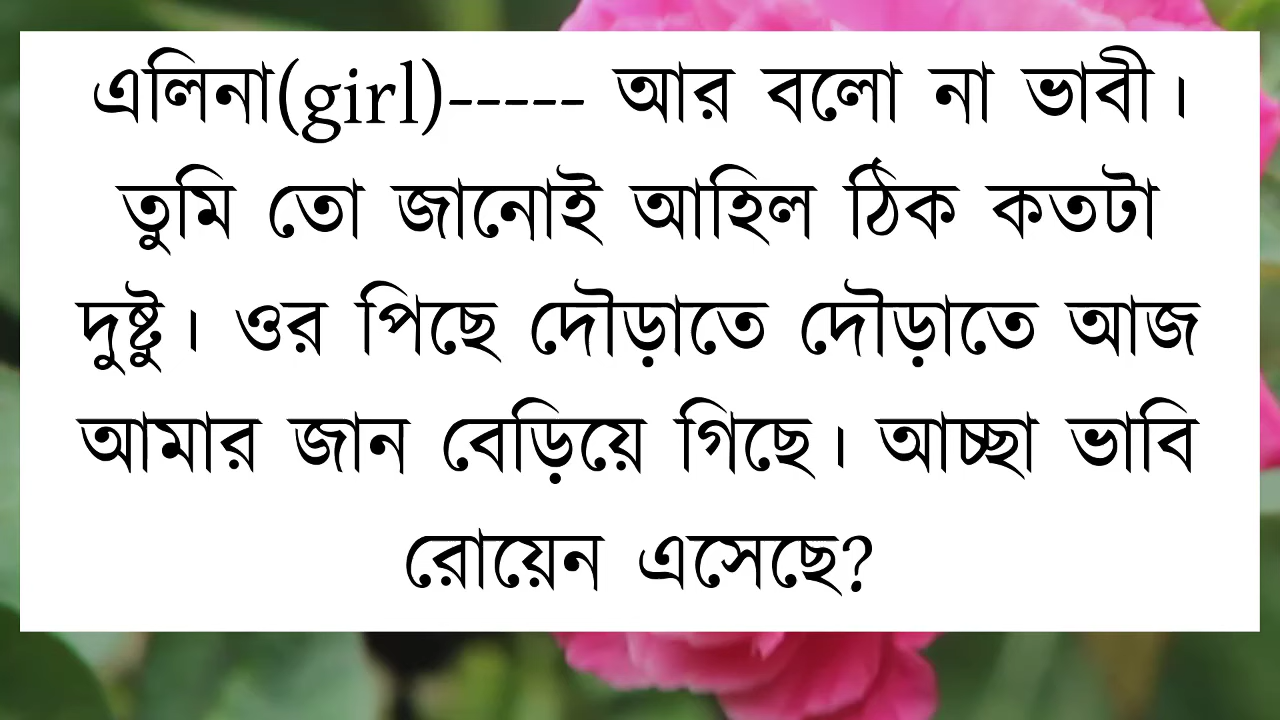 এলিনা(girl)----- আর বলো না ভাবী।
তুমি তো জানোই আহিল ঠিক কতটা
দুষ্টু। ওর পিছে দৌড়াতে দৌড়াতে আজ
আমার জান বেড়িয়ে গিছে। আচ্ছা ভাবি
রোয়েন এসেছে?